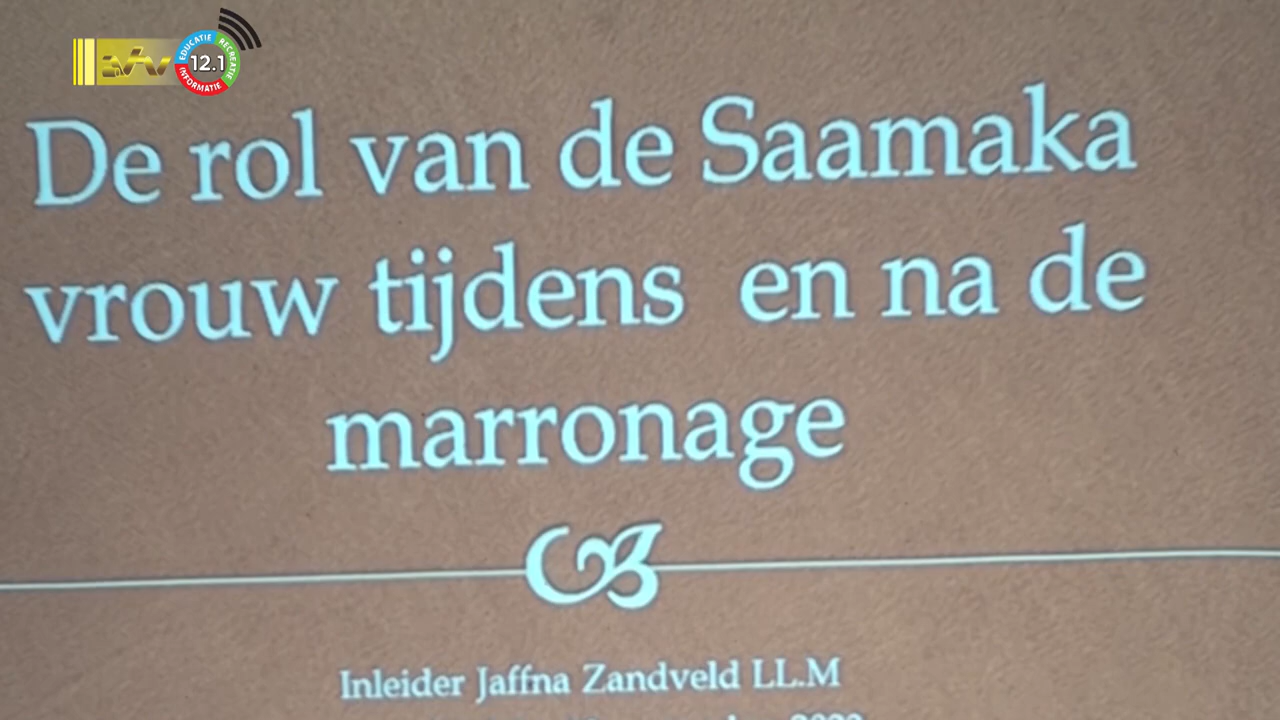 EDUCATIE
RECREATIE
INFORMATIE
12.1
De rol van de Saamaka
vrouw tijdens en na de
marronage
Inleider Jaffna Zandveld LL.M